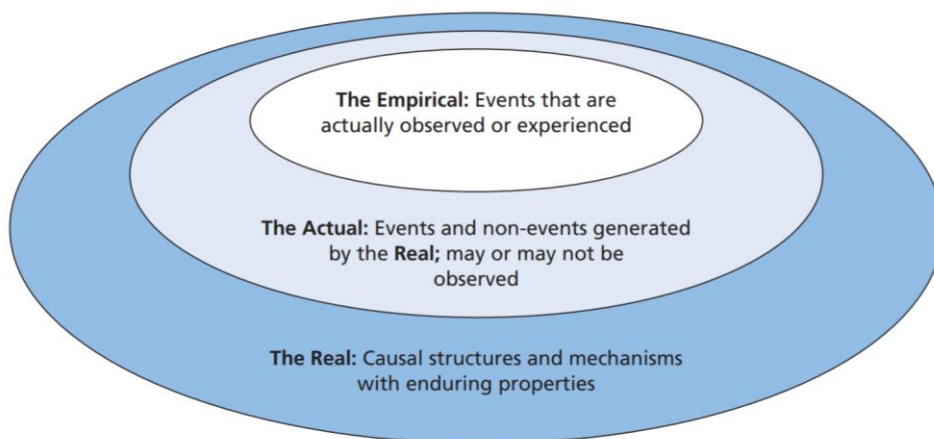 The Empirical: Events that are
actually observed or experienced
The Actual: Events and non-events generated
by the Real; may or may not be
observed
The Real: Causal structures and mechanisms
with enduring properties